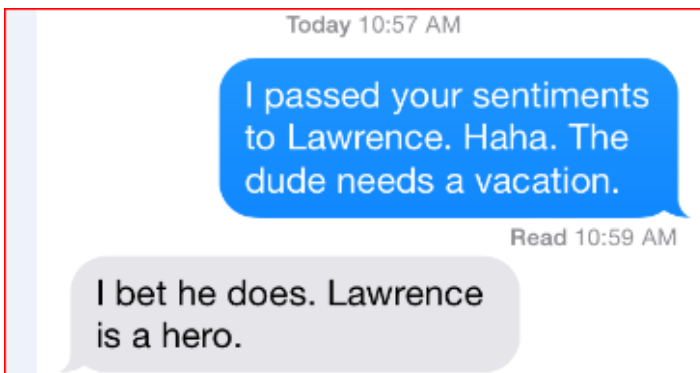 Today 10:57 AM
I passed your sentiments
to Lawrence. Haha. The
dude needs a vacation.
Read 10:59 AM
I bet he does. Lawrence
is a hero.